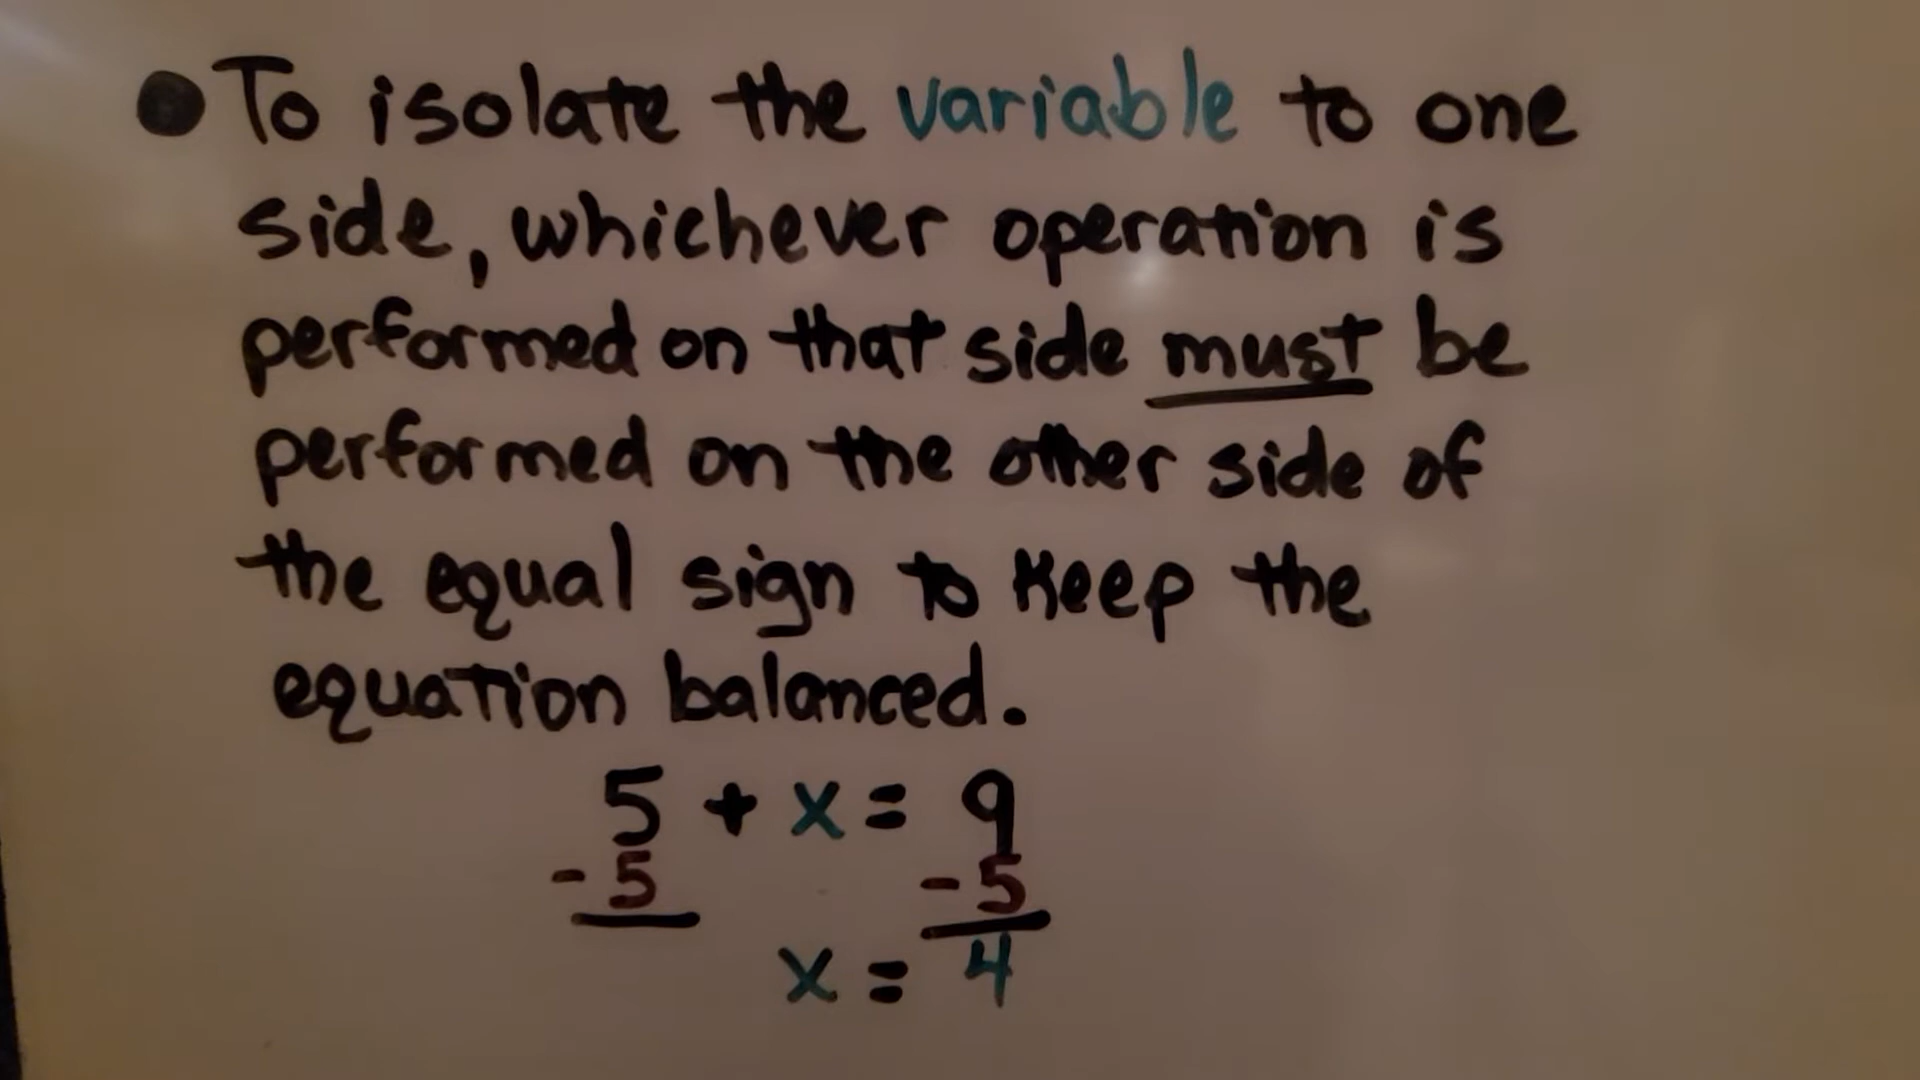 ● To isolate the variable to one
side, whichever operation is
performed on that side must be
performed on the other side of
the equal sign to keep the
equation balanced.
5 + x = 9
- 5 - 5
x = 4